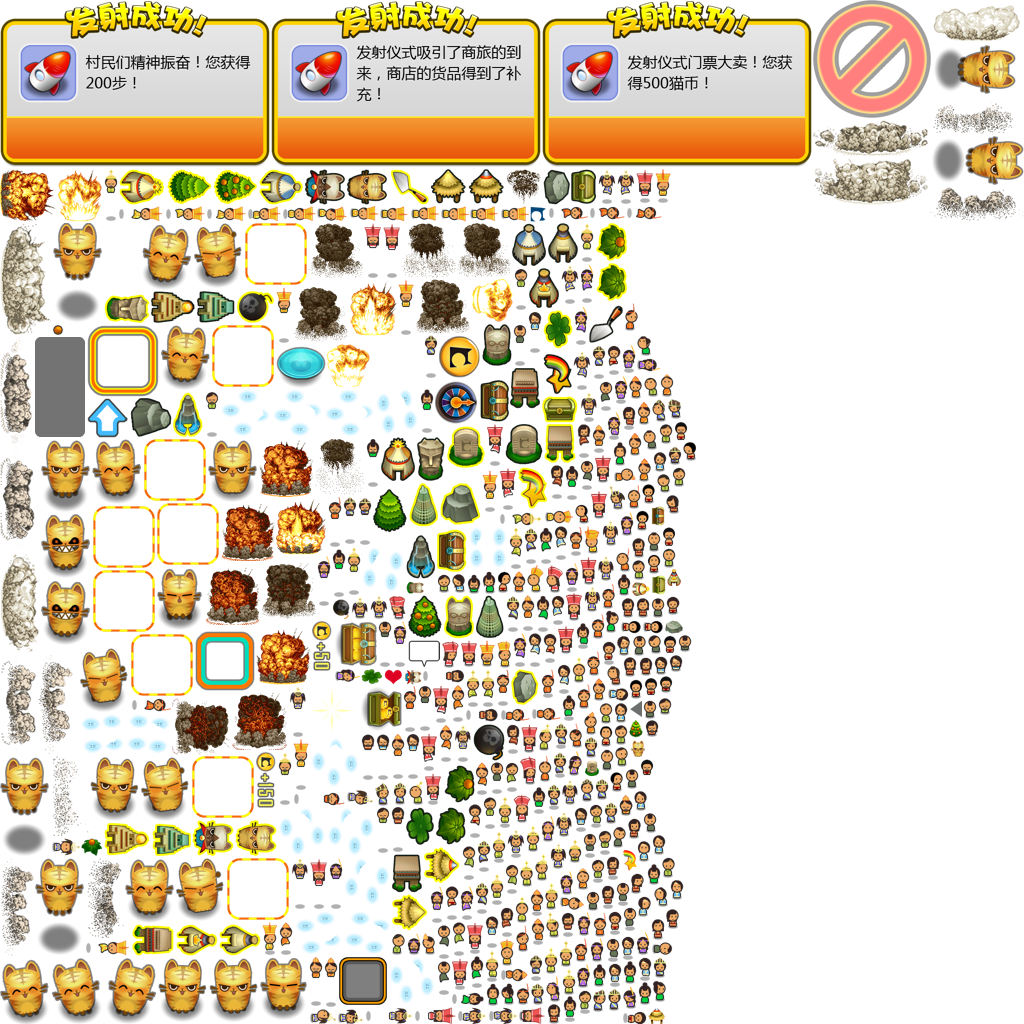 发射成功!
村民们精神振奋！您获得
200步！
发射成功!
发射仪式吸引了商旅的到
来，商店的货品得到了补
充！
发射成功!
发射仪式门票大卖！您获
得500猫币！
+50
+150